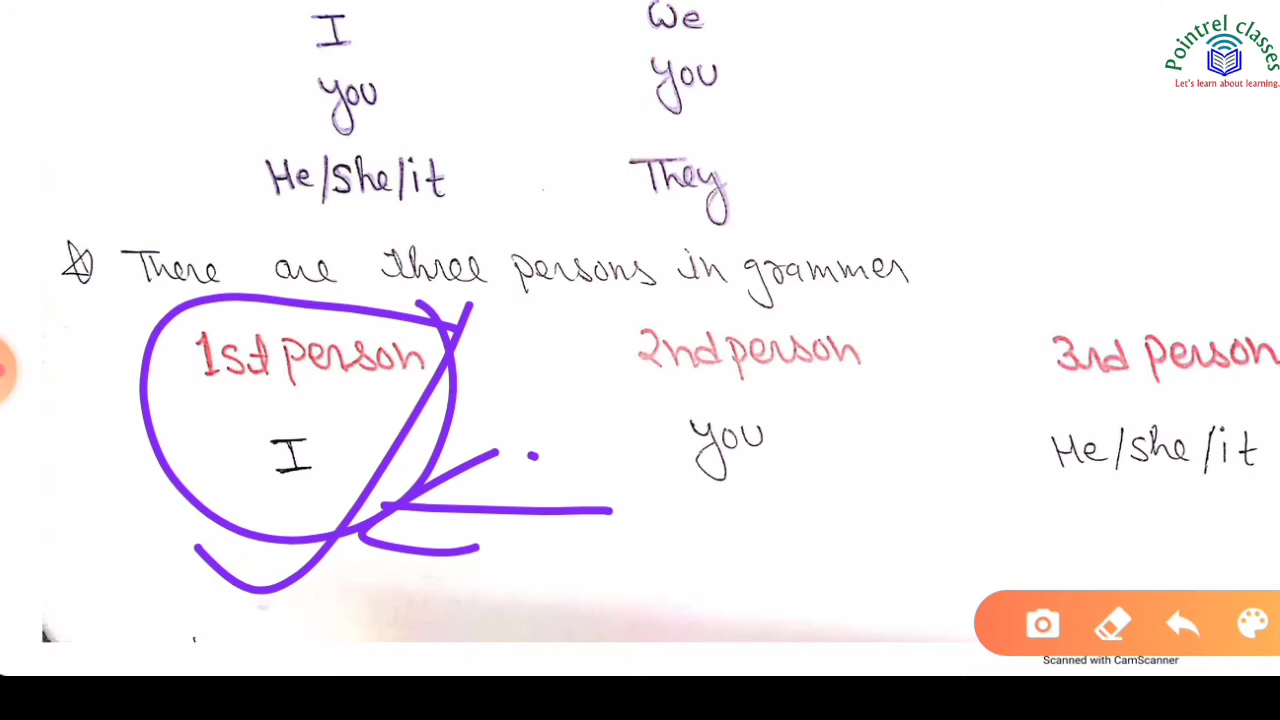 I We
you you
He/she/it They
There are three persons in grammer
1st person 2nd person 3rd person
I you He/she/it
Pointrel classes
Let's learn about learning.
Scanned with CamScanner